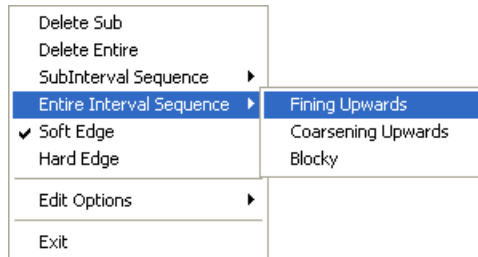 Delete Sub
Delete Entire
SubInterval Sequence
Entire Interval Sequence
Fining Upwards
Coarsening Upwards
Blocky
Soft Edge
Hard Edge
Edit Options
Exit